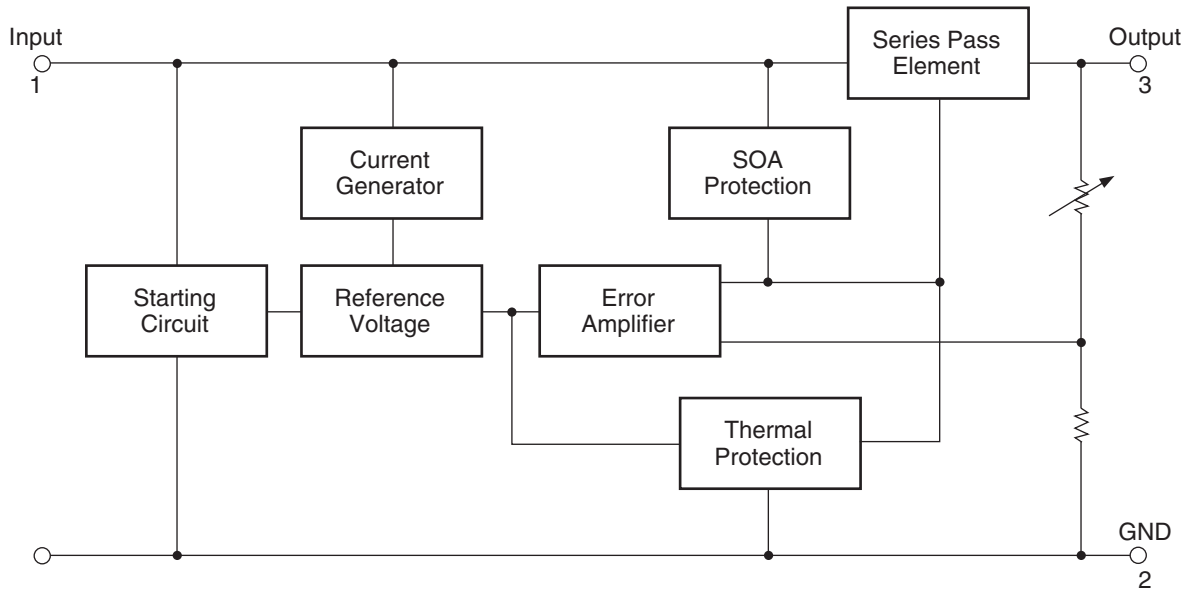 Input
1
Series Pass
Element
Output
3
Current
Generator
SOA
Protection
Starting
Circuit
Reference
Voltage
Error
Amplifier
Thermal
Protection
GND
2